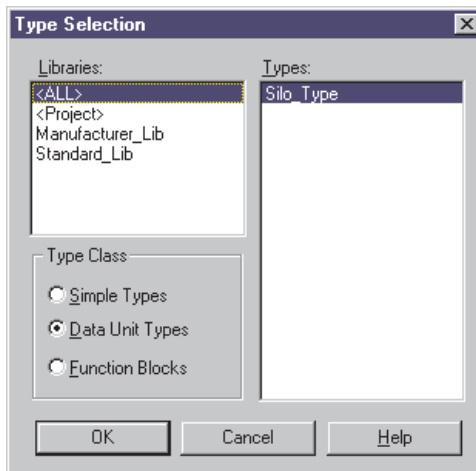 Type Selection
Libraries:
<ALL>
<Project>
Manufacturer_Lib
Standard_Lib
Types:
Silo_Type
Type Class
Simple Types
Data Unit Types
Function Blocks
OK Cancel Help